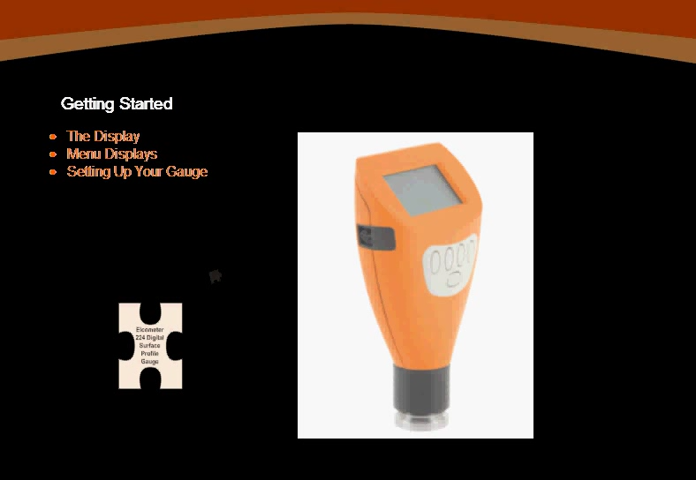 Getting Started
The Display
Menu Displays
Setting Up Your Gauge
Elcometer
224 Digital
Surface
Profile
Gauge